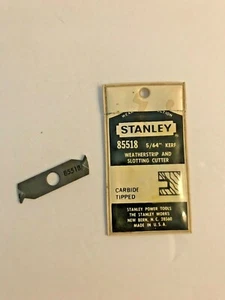 STANLEY
85518 5/64" KERF
WEATHERSTRIP AND
SLOTTING CUTTER
CARBIDE
TIPPED
STANLEY POWER TOOLS
THE STANLEY WORKS
NEW BERN, N.C. 28560
MADE IN U.S.A.
85518